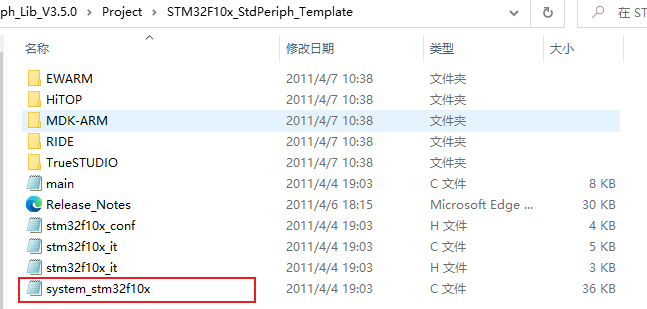 ph_Lib_V3.5.0 > Project > STM32F10x_StdPeriph_Template 在 ST
名称 修改日期 类型 大小
EWARM 2011/4/7 10:38 文件夹
HiTOP 2011/4/7 10:38 文件夹
MDK-ARM 2011/4/7 10:38 文件夹
RIDE 2011/4/7 10:38 文件夹
TrueSTUDIO 2011/4/7 10:38 文件夹
main 2011/4/4 19:03 C 文件 8 KB
Release_Notes 2011/4/6 18:15 Microsoft Edge ... 30 KB
stm32f10x_conf 2011/4/4 19:03 H 文件 4 KB
stm32f10x_it 2011/4/4 19:03 C 文件 5 KB
stm32f10x_it 2011/4/4 19:03 H 文件 3 KB
system_stm32f10x 2011/4/4 19:03 C 文件 36 KB